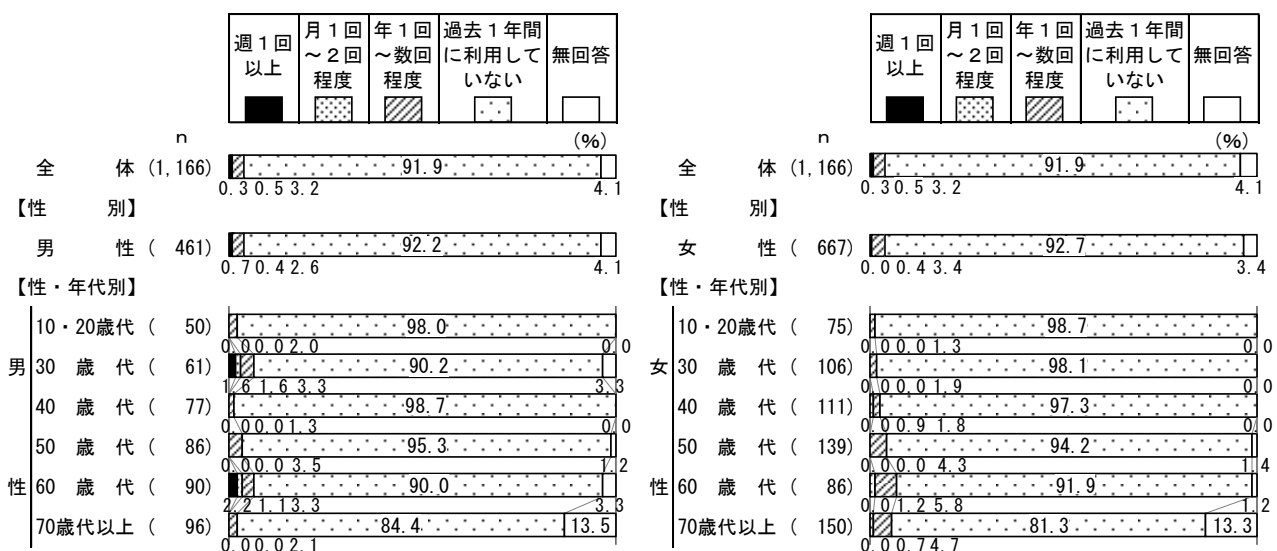 週１回以上 月１回～２回程度 年１回～数回程度 過去１年間に利用していない 無回答
n (%)
全　　体 (1,166) 91.9
0.3 0.5 3.2 4.1
【性　　別】
男　　性 ( 461) 92.2
0.7 0.4 2.6 4.1
【性・年代別】
男性
10・20歳代 ( 50) 98.0
0.0 0.0 2.0 0.0
30　歳　代 ( 61) 90.2
1.6 1.6 3.3 3.3
40　歳　代 ( 77) 98.7
0.0 0.0 1.3 0.0
50　歳　代 ( 86) 95.3
0.0 0.0 3.5 1.2
60　歳　代 ( 90) 90.0
2.2 1.1 3.3 3.3
70歳代以上 ( 96) 84.4 13.5
0.0 0.0 2.1
週１回以上 月１回～２回程度 年１回～数回程度 過去１年間に利用していない 無回答
n (%)
全　　体 (1,166) 91.9
0.3 0.5 3.2 4.1
【性　　別】
女　　性 ( 667) 92.7
0.0 0.4 3.4 3.4
【性・年代別】
女性
10・20歳代 ( 75) 98.7
0.0 0.0 1.3 0.0
30　歳　代 ( 106) 98.1
0.0 0.0 1.9 0.0
40　歳　代 ( 111) 97.3
0.0 0.9 1.8 0.0
50　歳　代 ( 139) 94.2
0.0 0.0 4.3 1.4
60　歳　代 ( 86) 91.9
0.0 1.2 5.8 1.2
70歳代以上 ( 150) 81.3 13.3
0.0 0.7 4.7